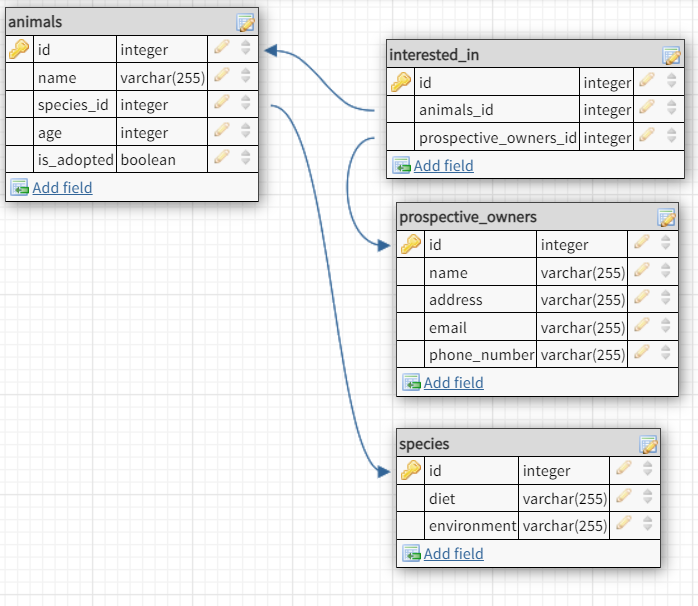 animals
id integer
name varchar(255)
species_id integer
age integer
is_adopted boolean
Add field
interested_in
id integer
animals_id integer
prospective_owners_id integer
Add field
prospective_owners
id integer
name varchar(255)
address varchar(255)
email varchar(255)
phone_number varchar(255)
Add field
species
id integer
diet varchar(255)
environment varchar(255)
Add field